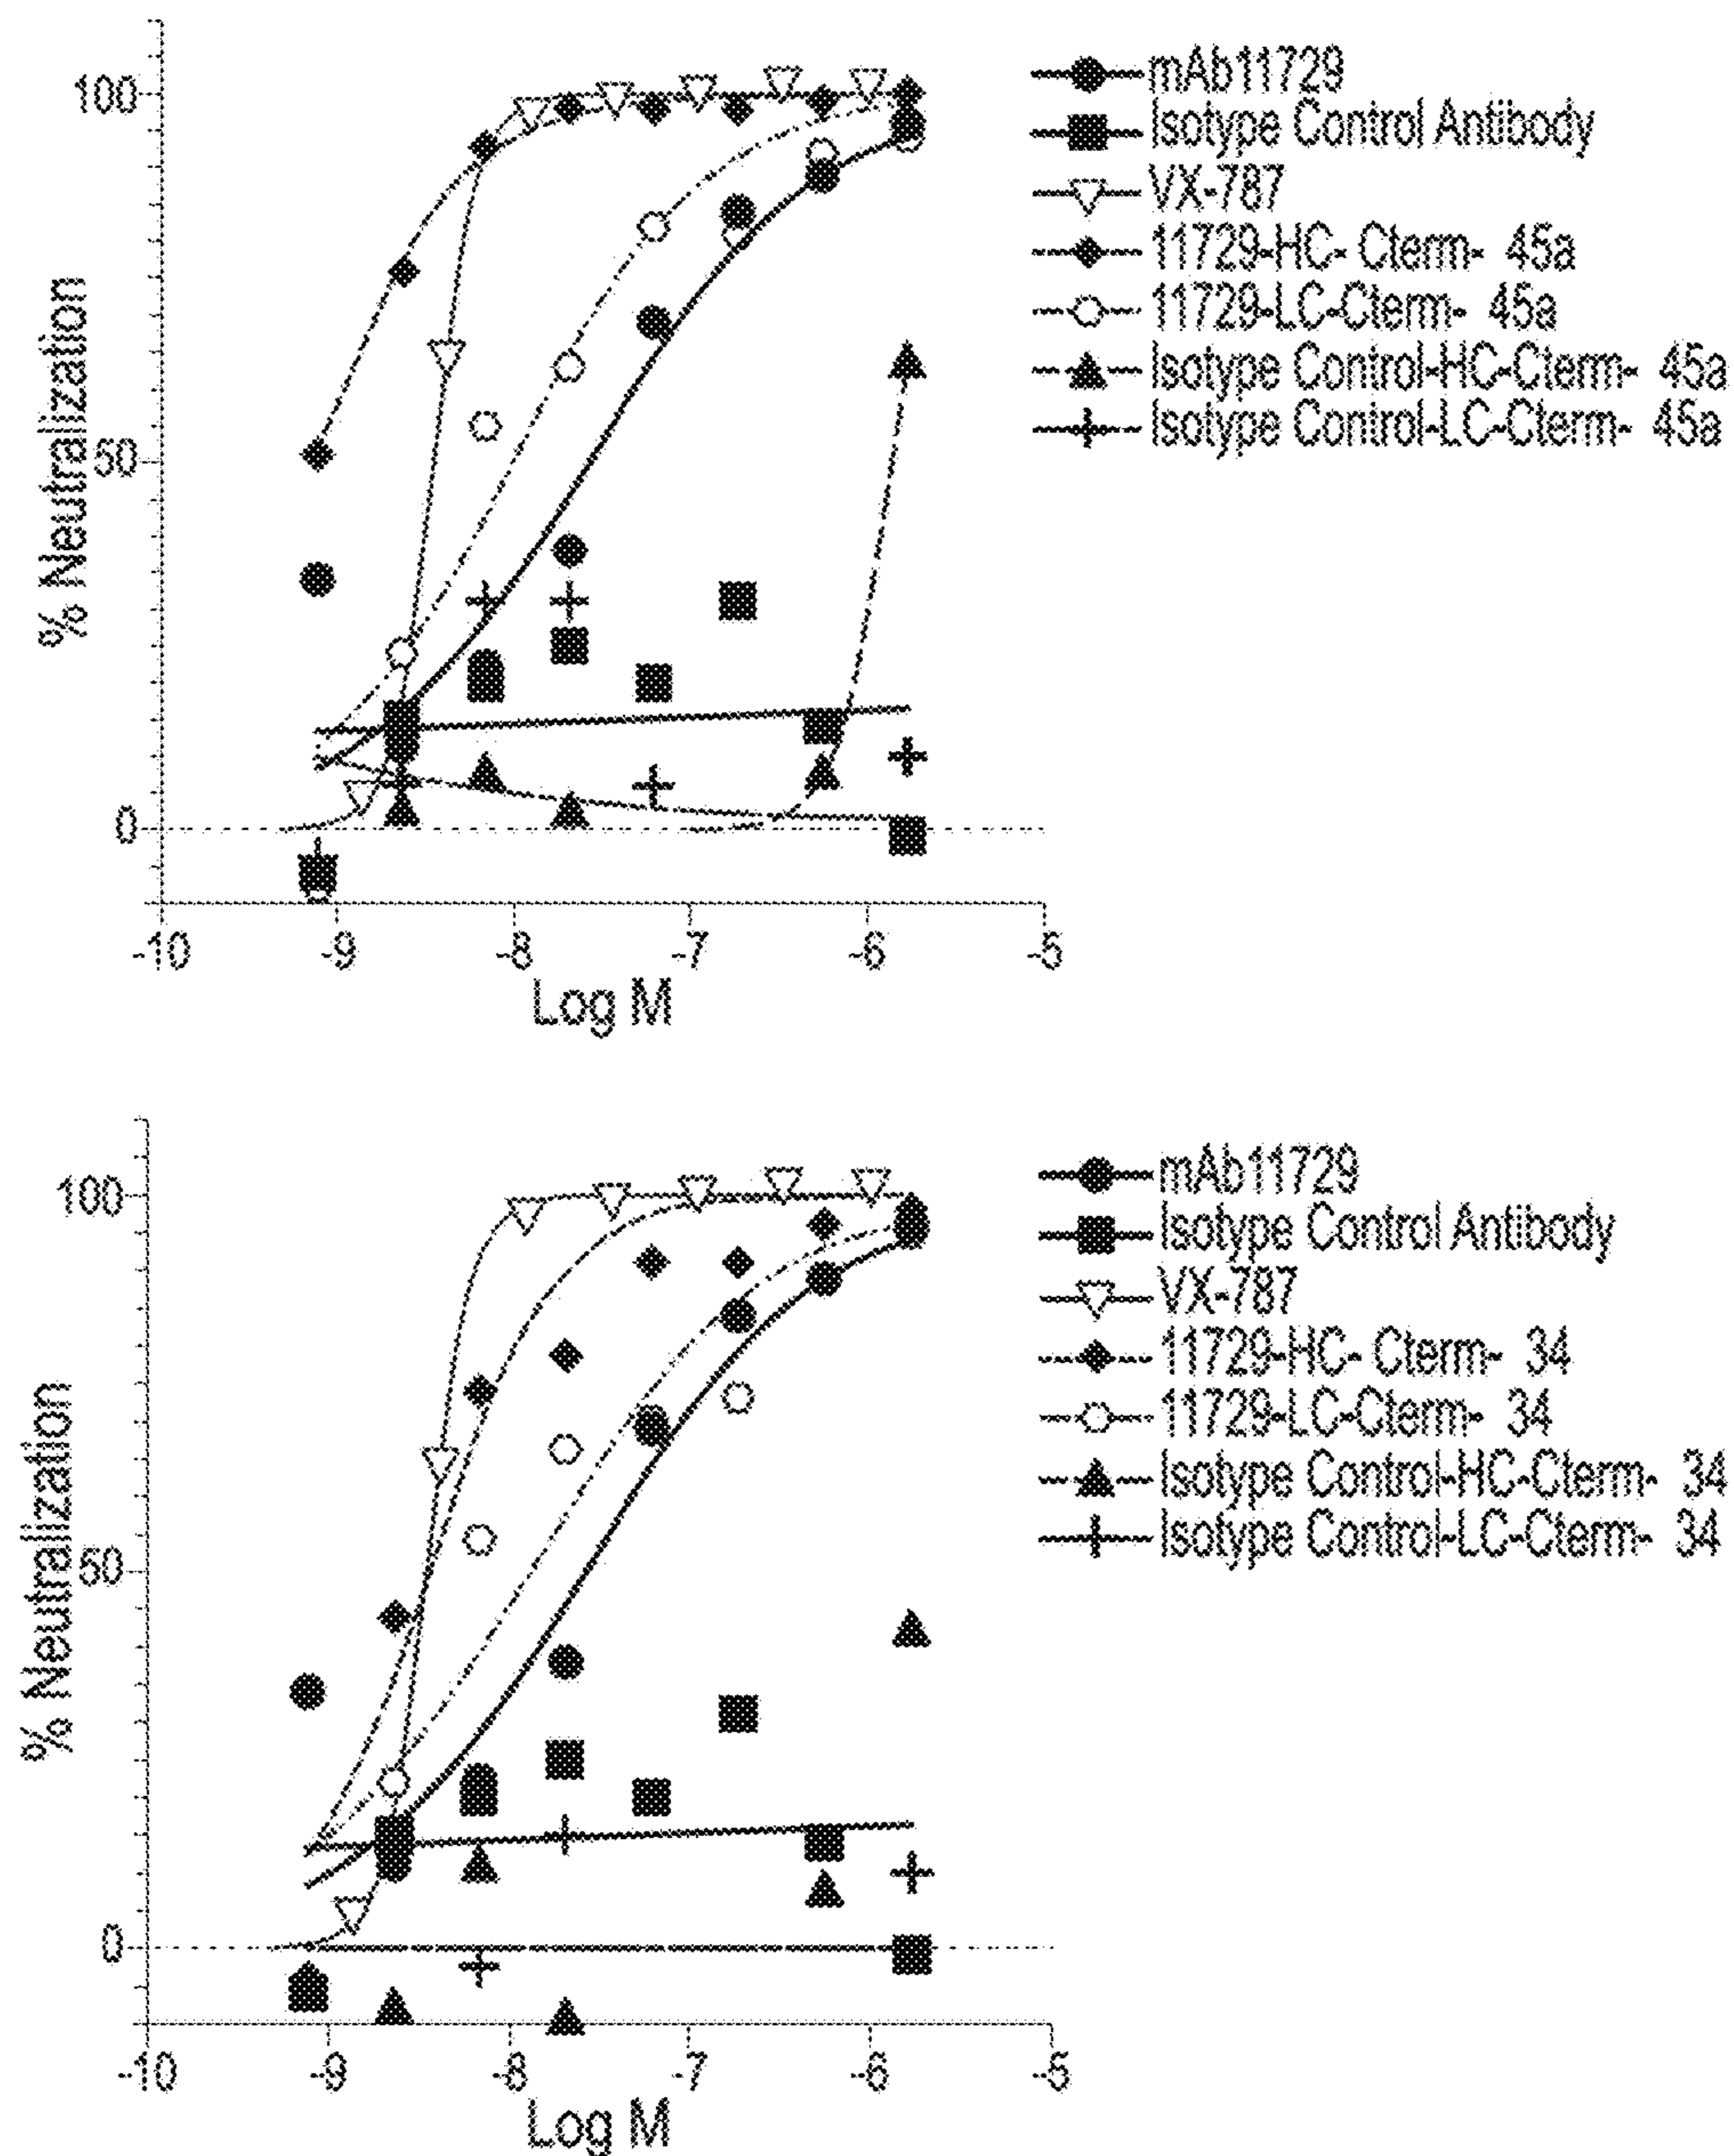 % Neutralization
100
50
0
-10
-9
-8
-7
-6
-5
Log M
mAb11729
Isotype Control Antibody
VX-787
11729-HC- Cterm- 45a
11729-LC-Cterm- 45a
Isotype Control-HC-Cterm- 45a
Isotype Control-LC-Cterm- 45a
% Neutralization
100
50
0
-10
-9
-8
-7
-6
-5
Log M
mAb11729
Isotype Control Antibody
VX-787
11729-HC- Cterm- 34
11729-LC-Cterm- 34
Isotype Control-HC-Cterm- 34
Isotype Control-LC-Cterm- 34